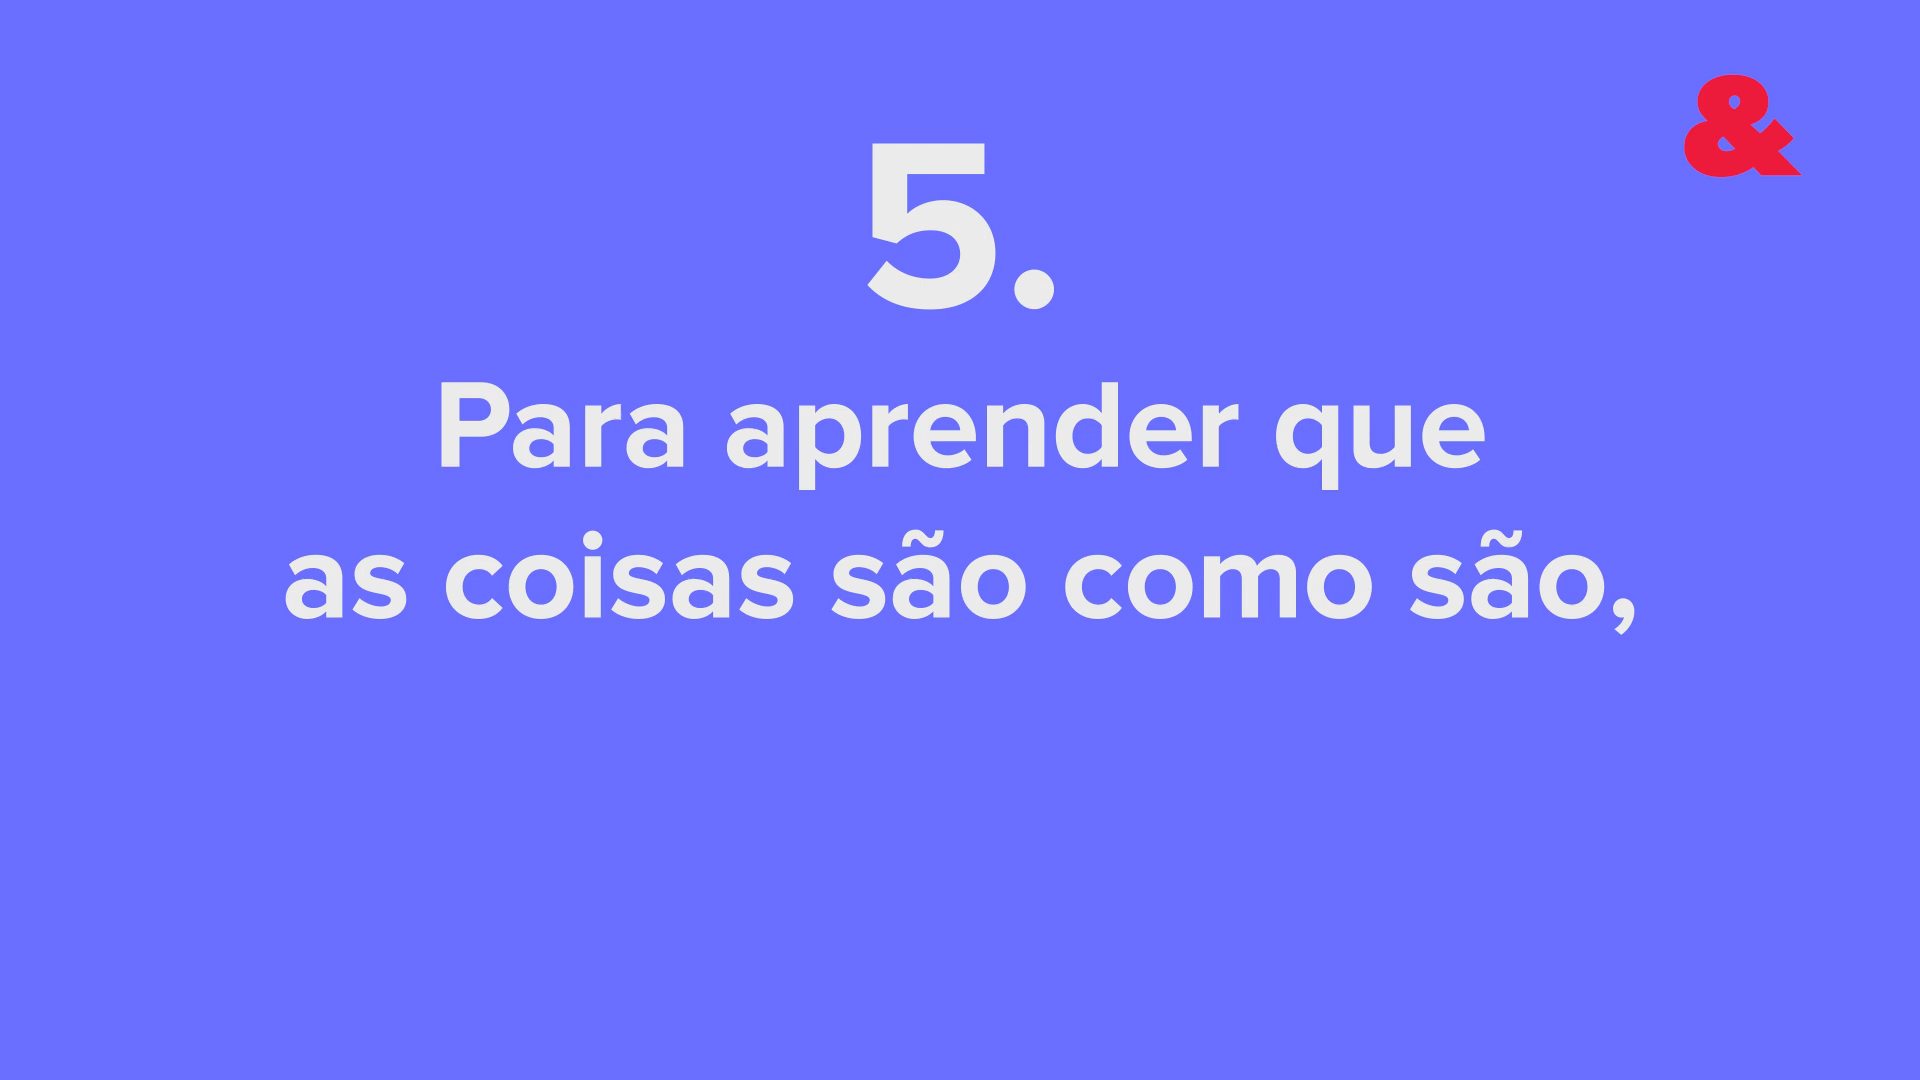 &
5.
Para aprender que
as coisas são como são,